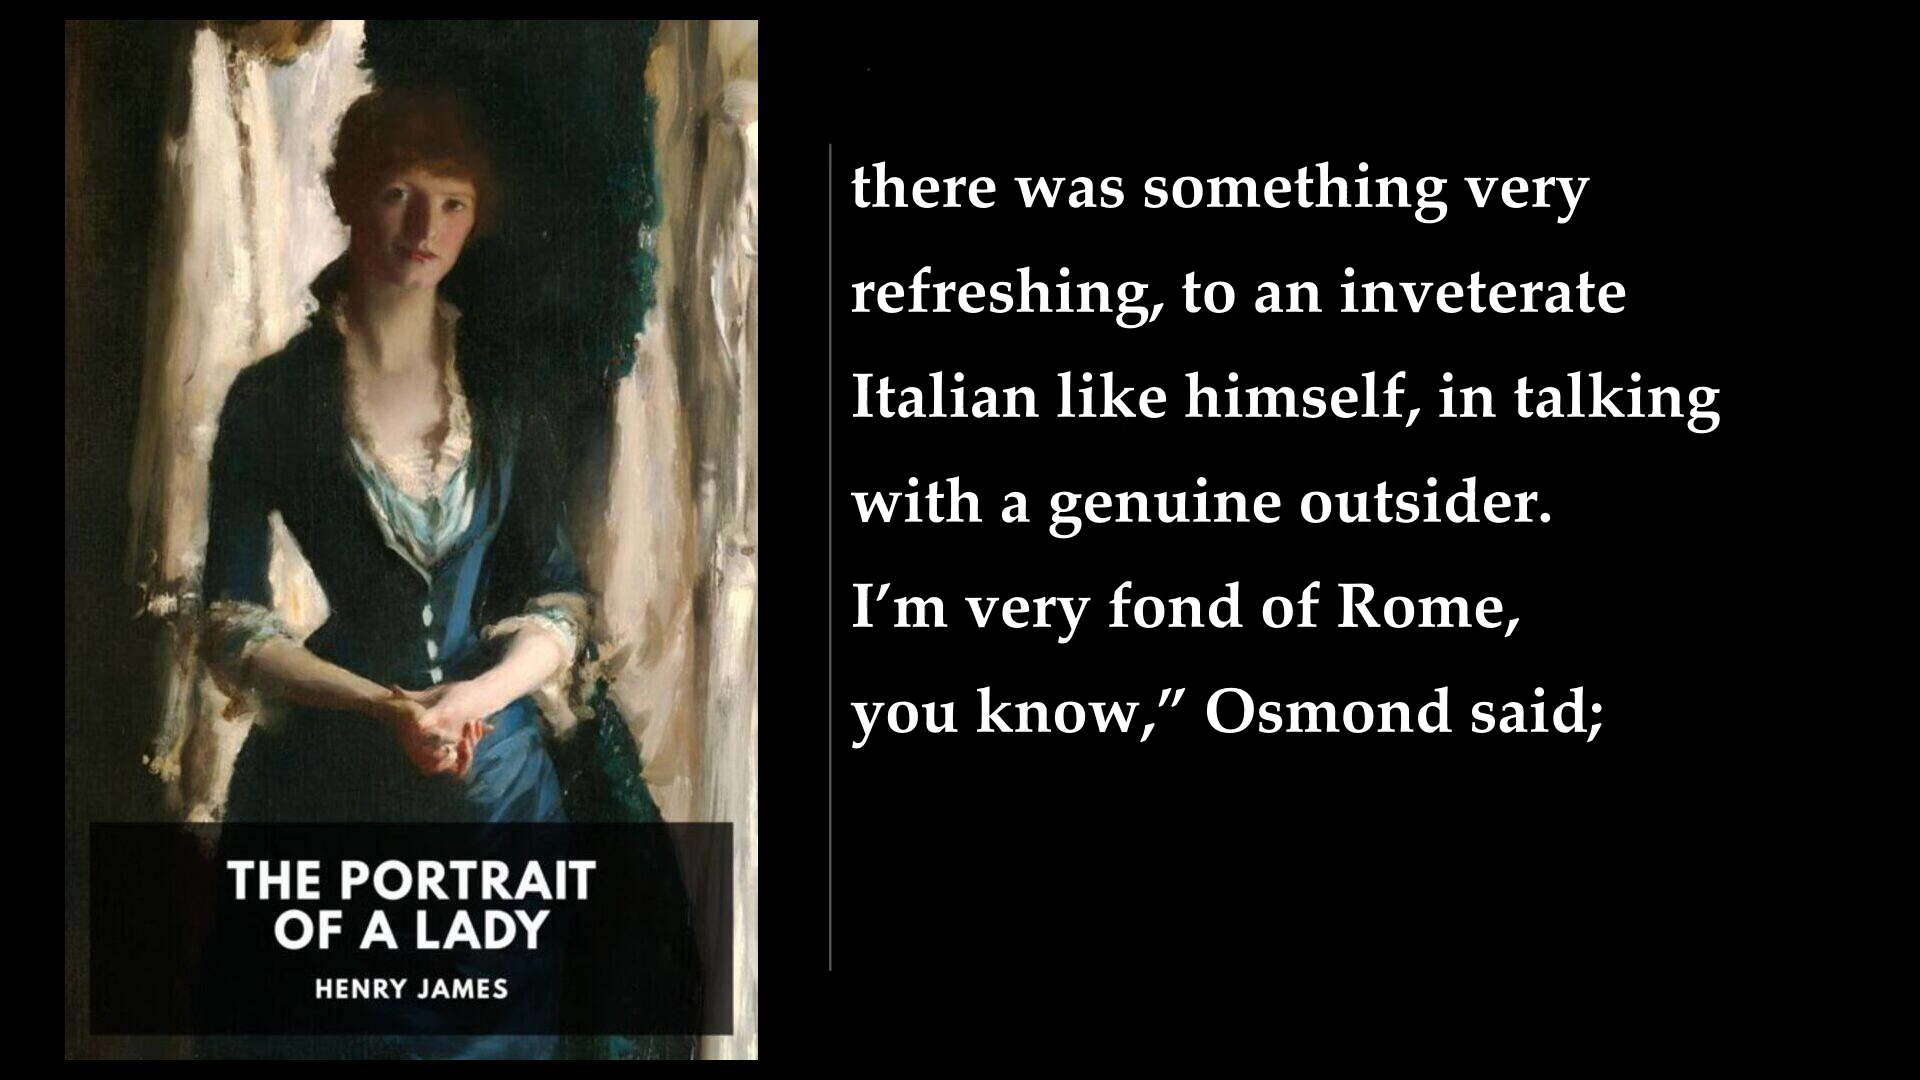 THE PORTRAIT
OF A LADY
HENRY JAMES
there was something very
refreshing, to an inveterate
Italian like himself, in talking
with a genuine outsider.
I’m very fond of Rome,
you know,” Osmond said;